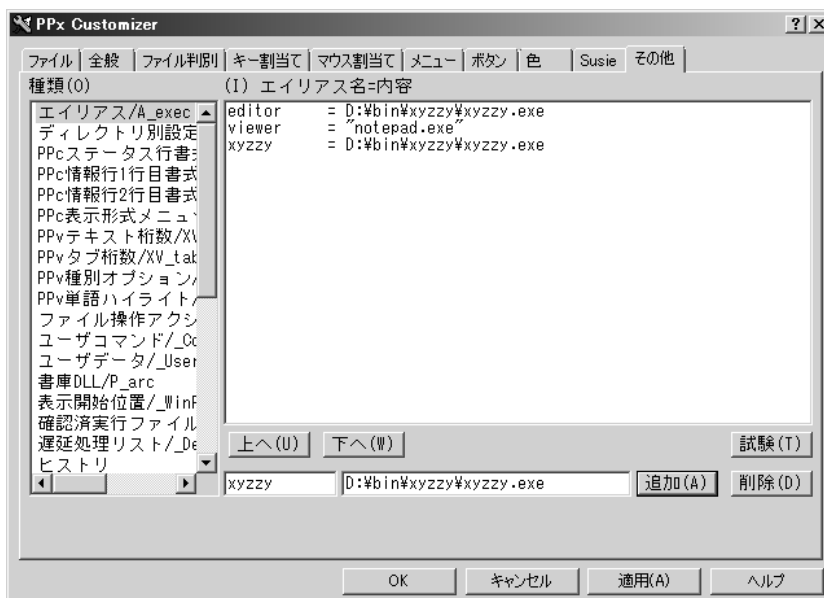 PPx Customizer
ファイル 全般 ファイル判別 キー割当て マウス割当て メニュー ボタン 色 Susie その他
種類(O)
(I) エイリアス名=内容
エイリアス/A_exec
ディレクトリ別設定
PPcステータス行書
PPc情報行1行目書式
PPc情報行2行目書式
PPc表示形式メニュ
PPvテキスト桁数/XV
PPvタブ桁数/XV_tab
PPv種別オプション/
PPv単語ハイライト/
ファイル操作アクシ
ユーザコマンド/_Co
ユーザデータ/_User
書庫DLL/P_arc
表示開始位置/_WinP
確認済実行ファイル
遅延処理リスト/_De
ヒストリ
editor = D:¥bin¥xyzzy¥xyzzy.exe
viewer = "notepad.exe"
xyzzy = D:¥bin¥xyzzy¥xyzzy.exe
上へ(U) 下へ(W) 試験(T)
xyzzy D:¥bin¥xyzzy¥xyzzy.exe 追加(A) 削除(D)
OK キャンセル 適用(A) ヘルプ